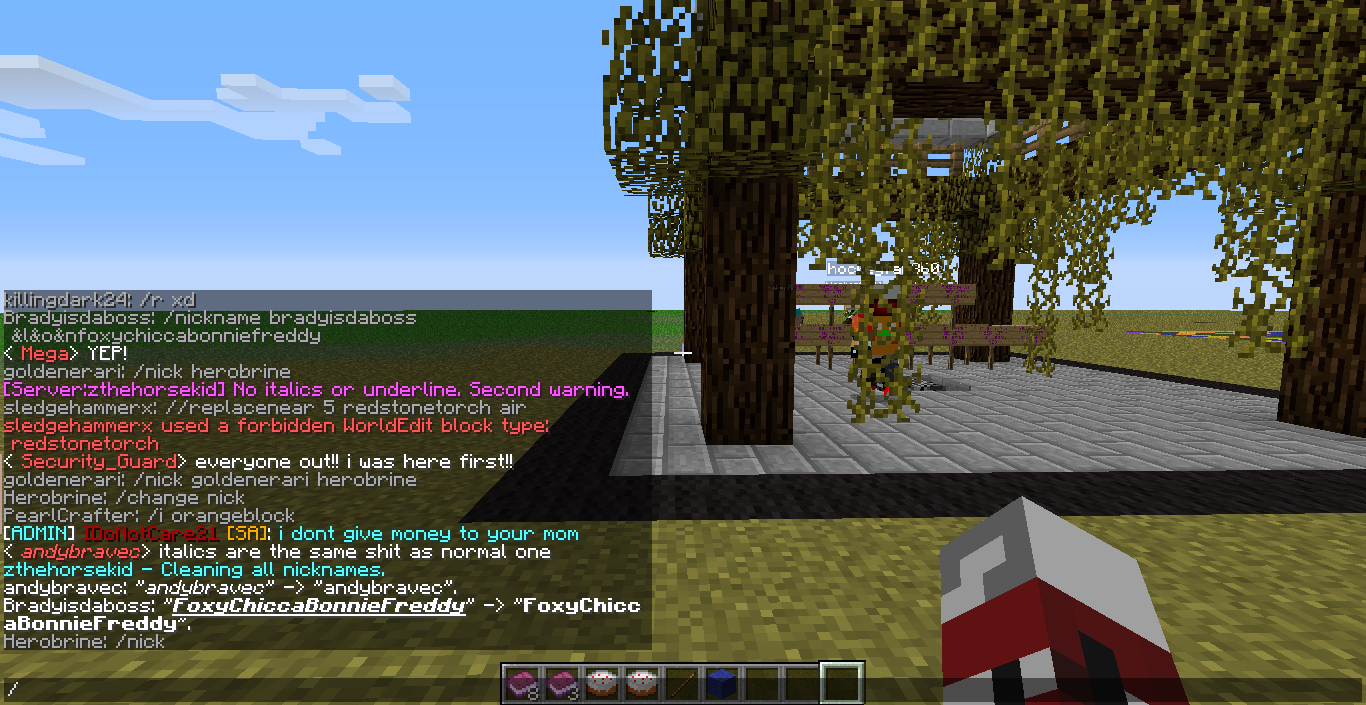 360
killingdark24: /r xd
Bradyisdaboss: /nickname bradyisdaboss
&l&o&nfoxychiccabonniefreddy
< Mega> YEP!
goldenerari: /nick herobrine
[Server:zthehorsekid] No italics or underline. Second warning.
sledgehammerx: //replacenear 5 redstonetorch air
sledgehammerx used a forbidden WorldEdit block type:
redstonetorch
< Security_Guard> everyone out!! i was here first!!
goldenerari: /nick goldenerari herobrine
Herobrine: /change nick
PearlCrafter: /i orangeblock
[ADMIN] IDoNotCare21 [SA]: i dont give money to your mom
< andybravec> italics are the same shit as normal one
zthehorsekid - Cleaning all nicknames.
andybravec: "andybravec" -> "andybravec".
Bradyisdaboss: "FoxyChiccaBonnieFreddy" -> "FoxyChicc
aBonnieFreddy".
Herobrine: /nick
/